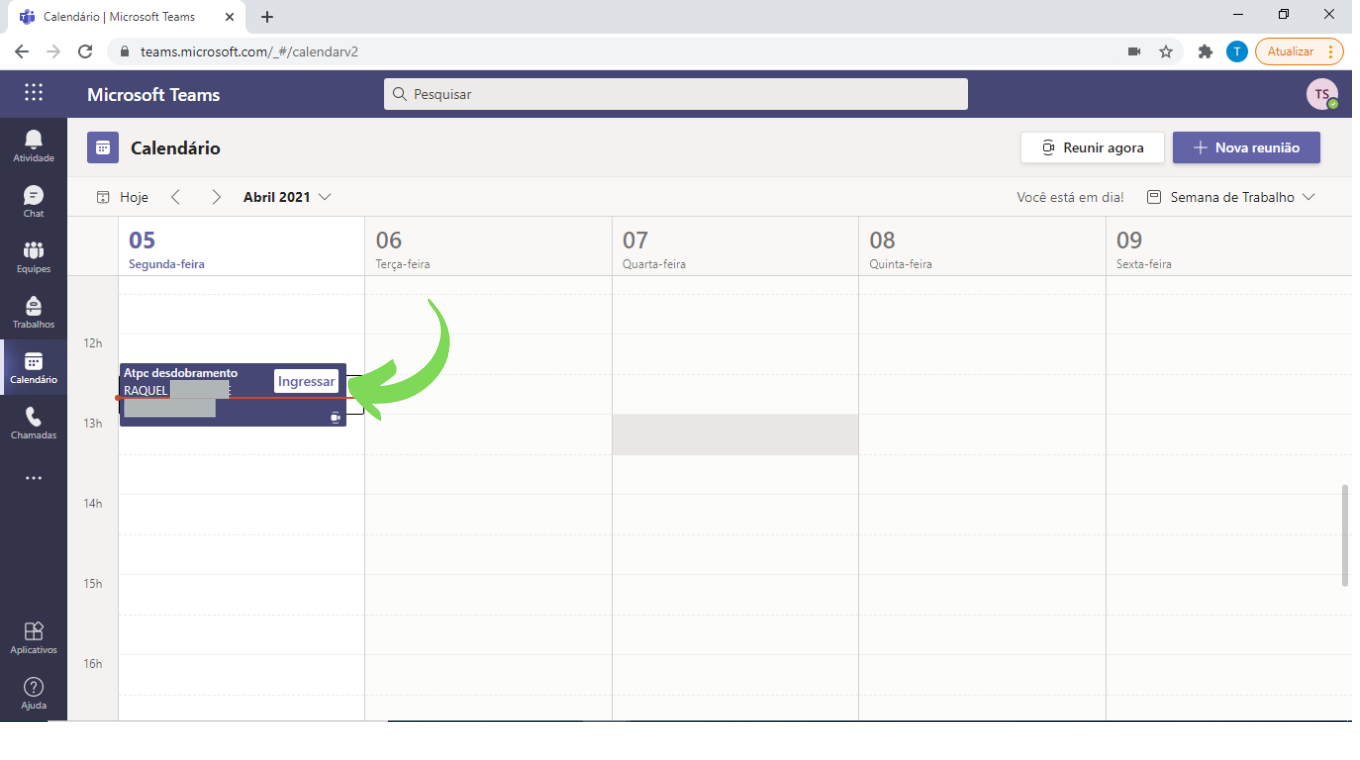 Calendário | Microsoft Teams
teams.microsoft.com/_#/calendarv2
T
Atualizar
Microsoft Teams
Pesquisar
TS
Atividade
Chat
Equipes
Trabalhos
Calendário
Chamadas
Aplicativos
Ajuda
Calendário
Reunir agora
Nova reunião
Hoje
Abril 2021
Você está em dia!
Semana de Trabalho
05
Segunda-feira
06
Terça-feira
07
Quarta-feira
08
Quinta-feira
09
Sexta-feira
12h
Atpc desdobramento
RAQUEL
Ingressar
13h
14h
15h
16h